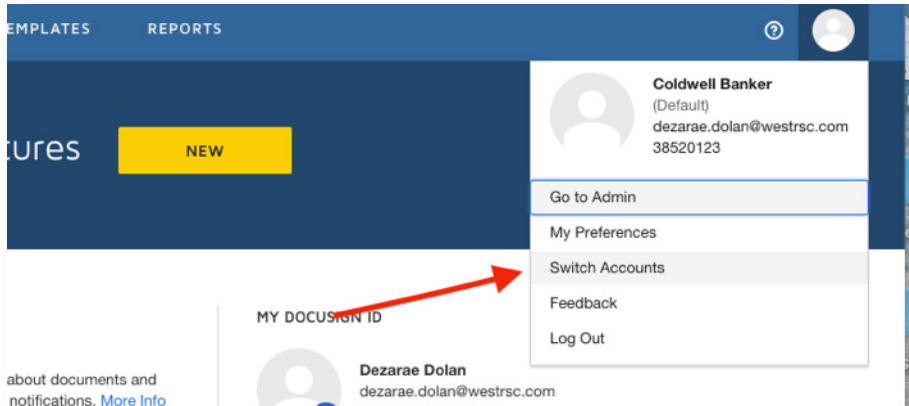 EMPLATES REPORTS
Coldwell Banker
(Default)
dezarae.dolan@westrsc.com
38520123
tures NEW
Go to Admin
My Preferences
Switch Accounts
Feedback
Log Out
MY DOCUSIGN ID
Dezarae Dolan
dezarae.dolan@westrsc.com
about documents and
notifications. More Info